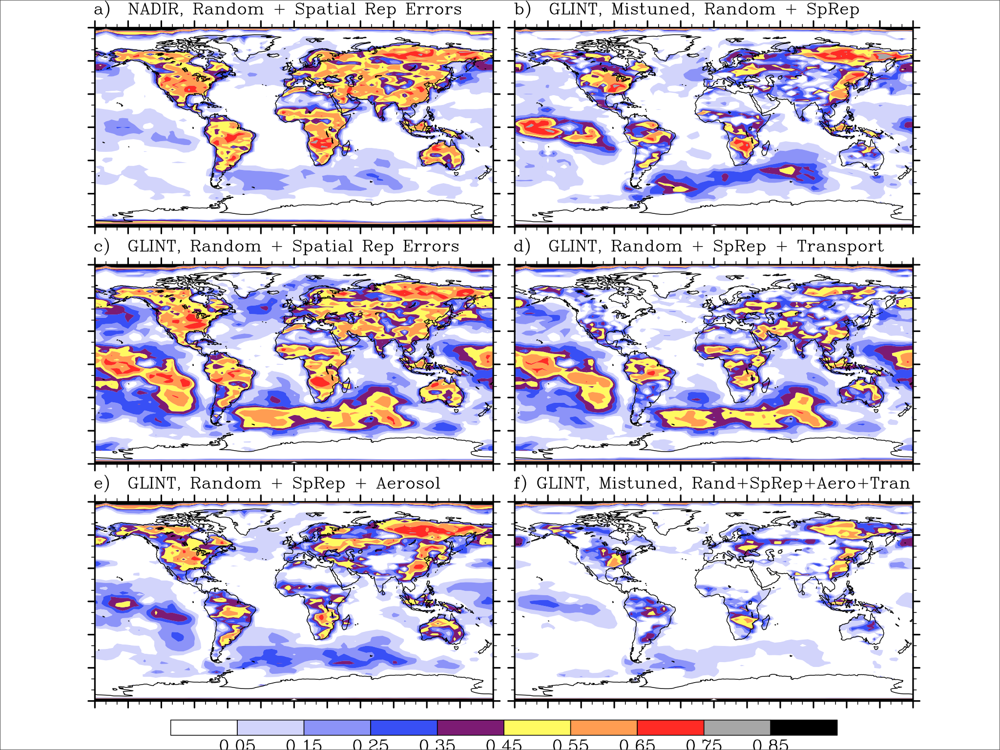 a) NADIR, Random + Spatial Rep Errors
b) GLINT, Mistuned, Random + SpRep
c) GLINT, Random + Spatial Rep Errors
d) GLINT, Random + SpRep + Transport
e) GLINT, Random + SpRep + Aerosol
f) GLINT, Mistuned, Rand+SpRep+Aero+Tran
0.05 0.15 0.25 0.35 0.45 0.55 0.65 0.75 0.85